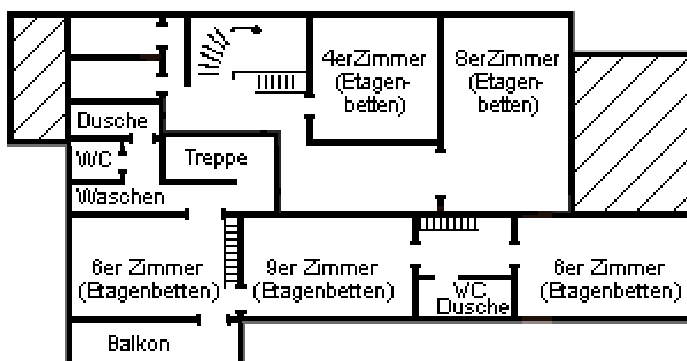 4erZimmer
(Etagen-
betten)
8erZimmer
(Etagen-
betten)
Dusche
WC
Treppe
Waschen
6er Zimmer
(Etagenbetten)
9er Zimmer
(Etagenbetten)
WC
Dusche
6er Zimmer
(Etagenbetten)
Balkon